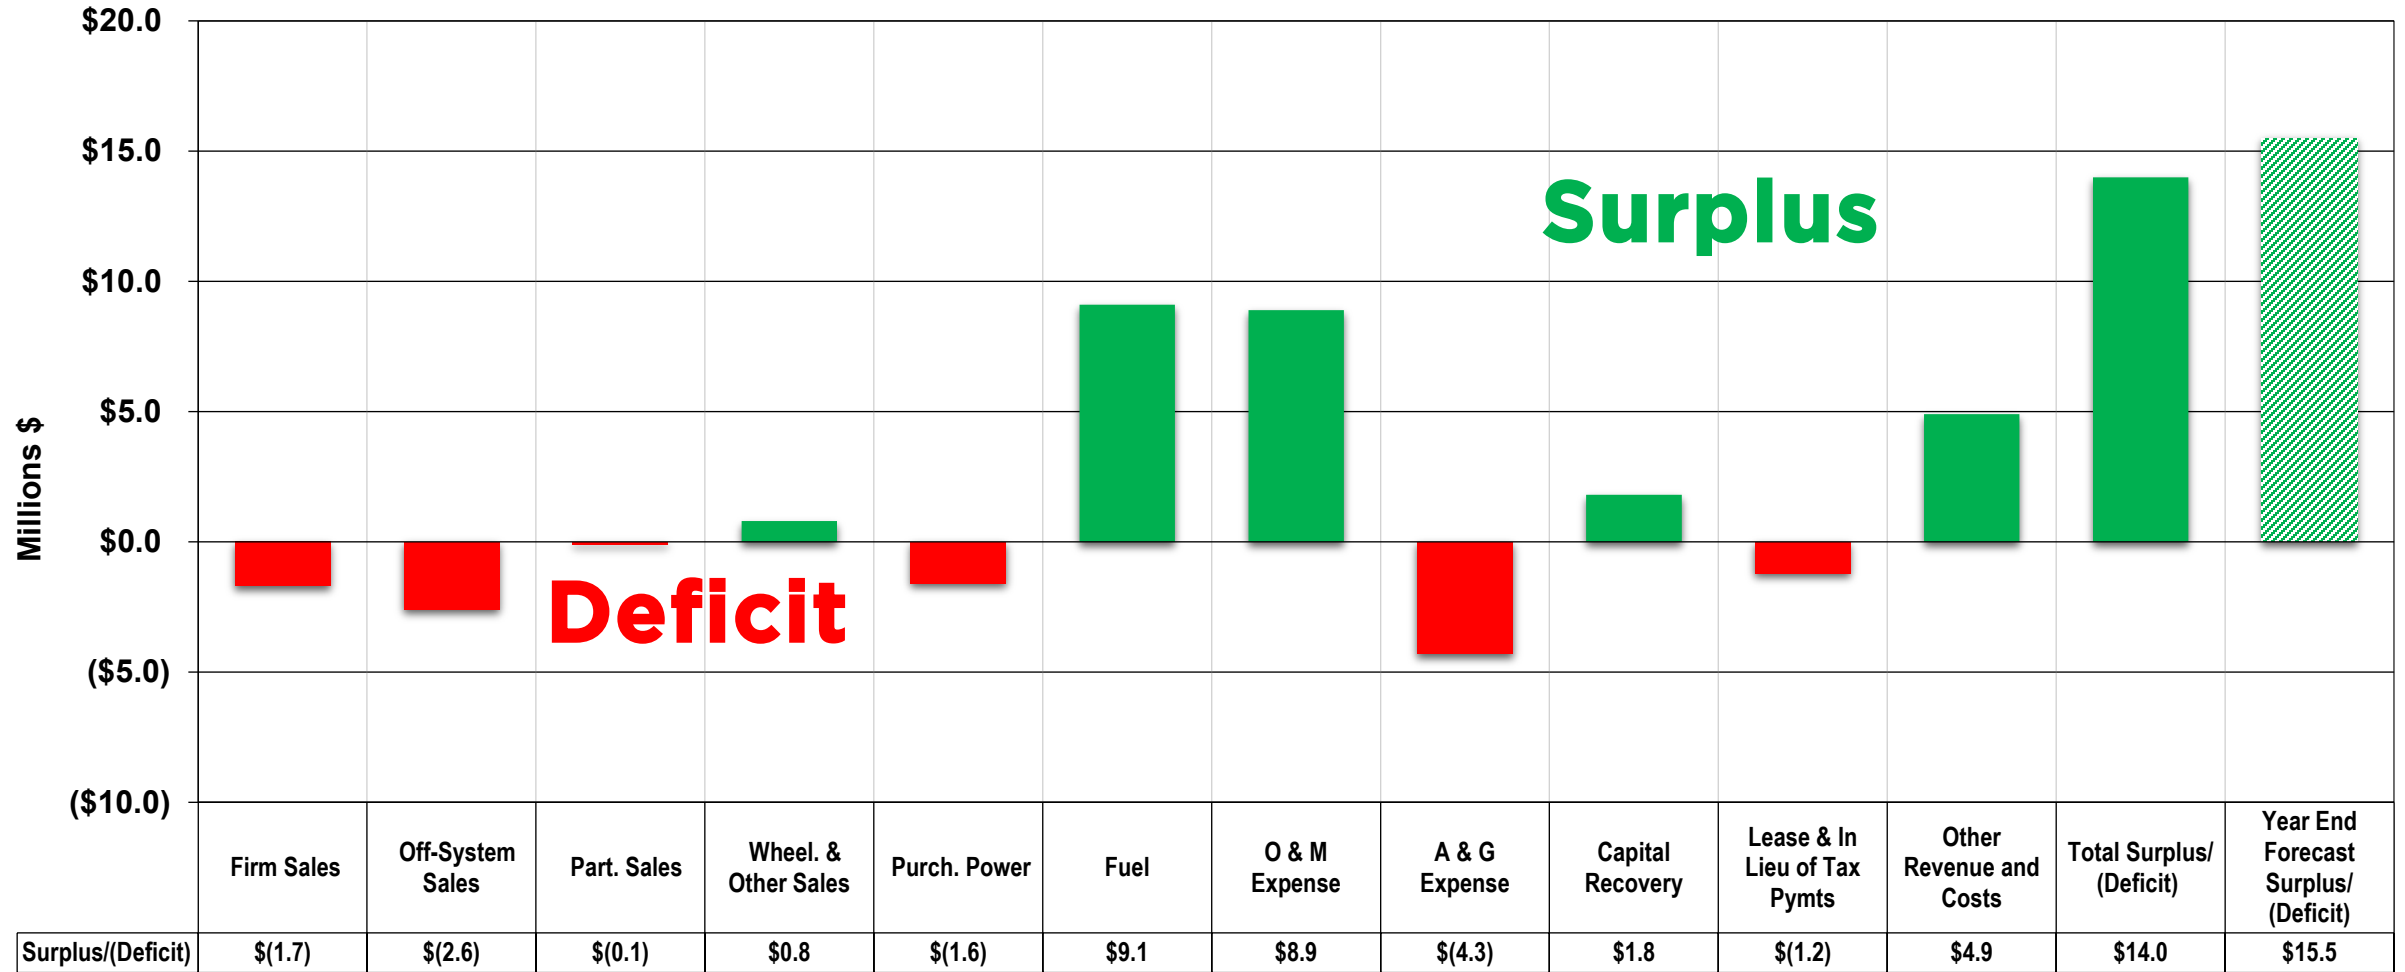 $20.0
$15.0
$10.0
$5.0
$0.0
($5.0)
($10.0)
Millions $
Surplus
Deficit
Firm Sales
Off-System
Sales
Part. Sales
Wheel. &
Other Sales
Purch. Power
Fuel
O & M
Expense
A & G
Expense
Capital
Recovery
Lease & In
Lieu of Tax
Pymts
Other
Revenue and
Costs
Total Surplus/
(Deficit)
Year End
Forecast
Surplus/
(Deficit)
Surplus/(Deficit) $(1.7) $(2.6) $(0.1) $0.8 $(1.6) $9.1 $8.9 $(4.3) $1.8 $(1.2) $4.9 $14.0 $15.5